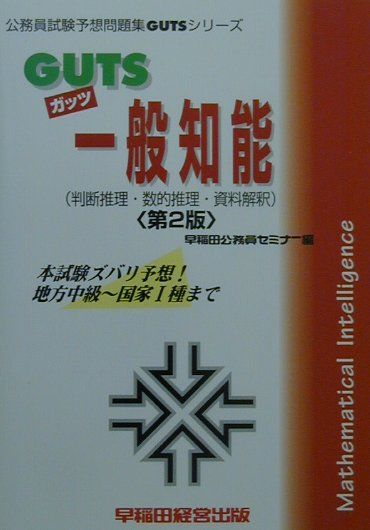 公務員試験予想問題集GUTSシリーズ
GUTS
ガッツ
一般知能
(判断推理・数的推理・資料解釈)
〈第2版〉
早稲田公務員セミナー編
本試験ズバリ予想!
地方中級～国家Ⅰ種まで
Mathematical Intelligence
早稲田経営出版